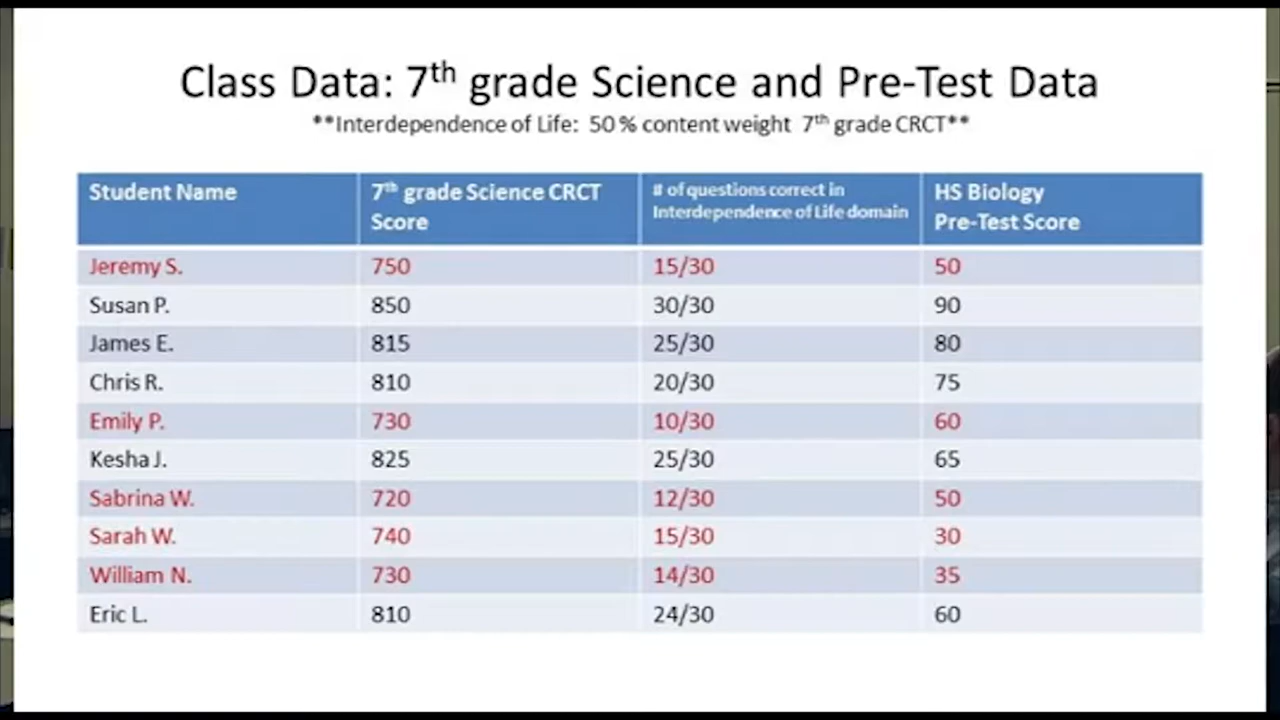 Class Data: 7th grade Science and Pre-Test Data
**Interdependence of Life: 50 % content weight 7th grade CRCT**
Student Name 7th grade Science CRCT Score # of questions correct in Interdependence of Life domain HS Biology Pre-Test Score
Jeremy S. 750 15/30 50
Susan P. 850 30/30 90
James E. 815 25/30 80
Chris R. 810 20/30 75
Emily P. 730 10/30 60
Kesha J. 825 25/30 65
Sabrina W. 720 12/30 50
Sarah W. 740 15/30 30
William N. 730 14/30 35
Eric L. 810 24/30 60